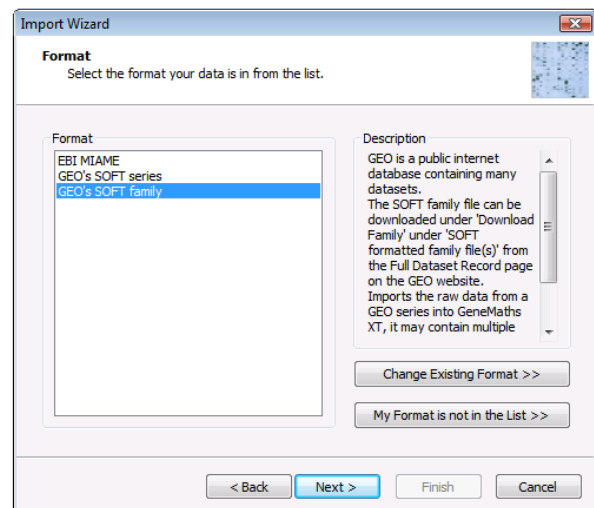 Import Wizard
Format
Select the format your data is in from the list.
Format
EBI MIAME
GEO's SOFT series
GEO's SOFT family
Description
GEO is a public internet
database containing many
datasets.
The SOFT family file can be
downloaded under 'Download
Family' under 'SOFT
formatted family file(s)' from
the Full Dataset Record page
on the GEO website.
Imports the raw data from a
GEO series into GeneMaths
XT, it may contain multiple
Change Existing Format >>
My Format is not in the List >>
< Back
Next >
Finish
Cancel